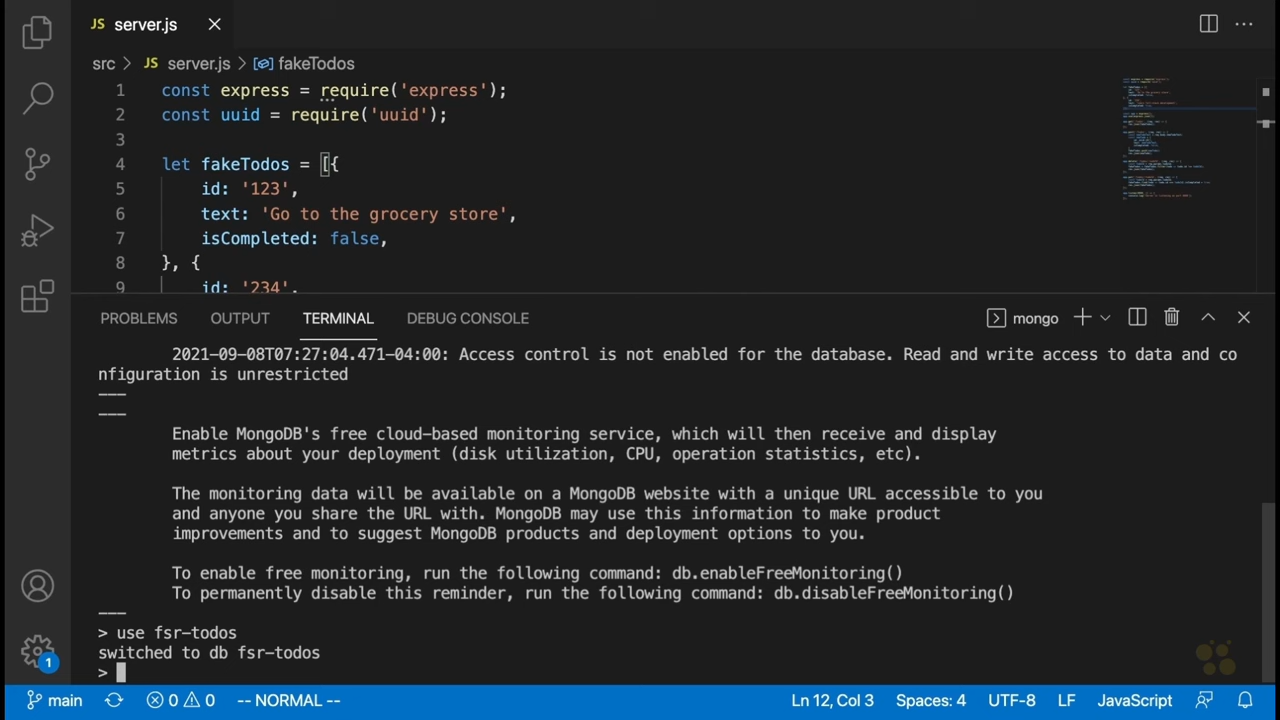 JS server.js
src > JS server.js > fakeTodos
1 const express = require('express');
2 const uuid = require('uuid');
3
4 let fakeTodos = [{
5 id: '123',
6 text: 'Go to the grocery store',
7 isCompleted: false,
8 }, {
9 id: '234',
PROBLEMS OUTPUT TERMINAL DEBUG CONSOLE mongo
2021-09-08T07:27:04.471-04:00: Access control is not enabled for the database. Read and write access to data and co
nfiguration is unrestricted
---
---
Enable MongoDB's free cloud-based monitoring service, which will then receive and display
metrics about your deployment (disk utilization, CPU, operation statistics, etc).
The monitoring data will be available on a MongoDB website with a unique URL accessible to you
and anyone you share the URL with. MongoDB may use this information to make product
improvements and to suggest MongoDB products and deployment options to you.
To enable free monitoring, run the following command: db.enableFreeMonitoring()
To permanently disable this reminder, run the following command: db.disableFreeMonitoring()
---
> use fsr-todos
switched to db fsr-todos
>
1
main 0 0 -- NORMAL -- Ln 12, Col 3 Spaces: 4 UTF-8 LF JavaScript